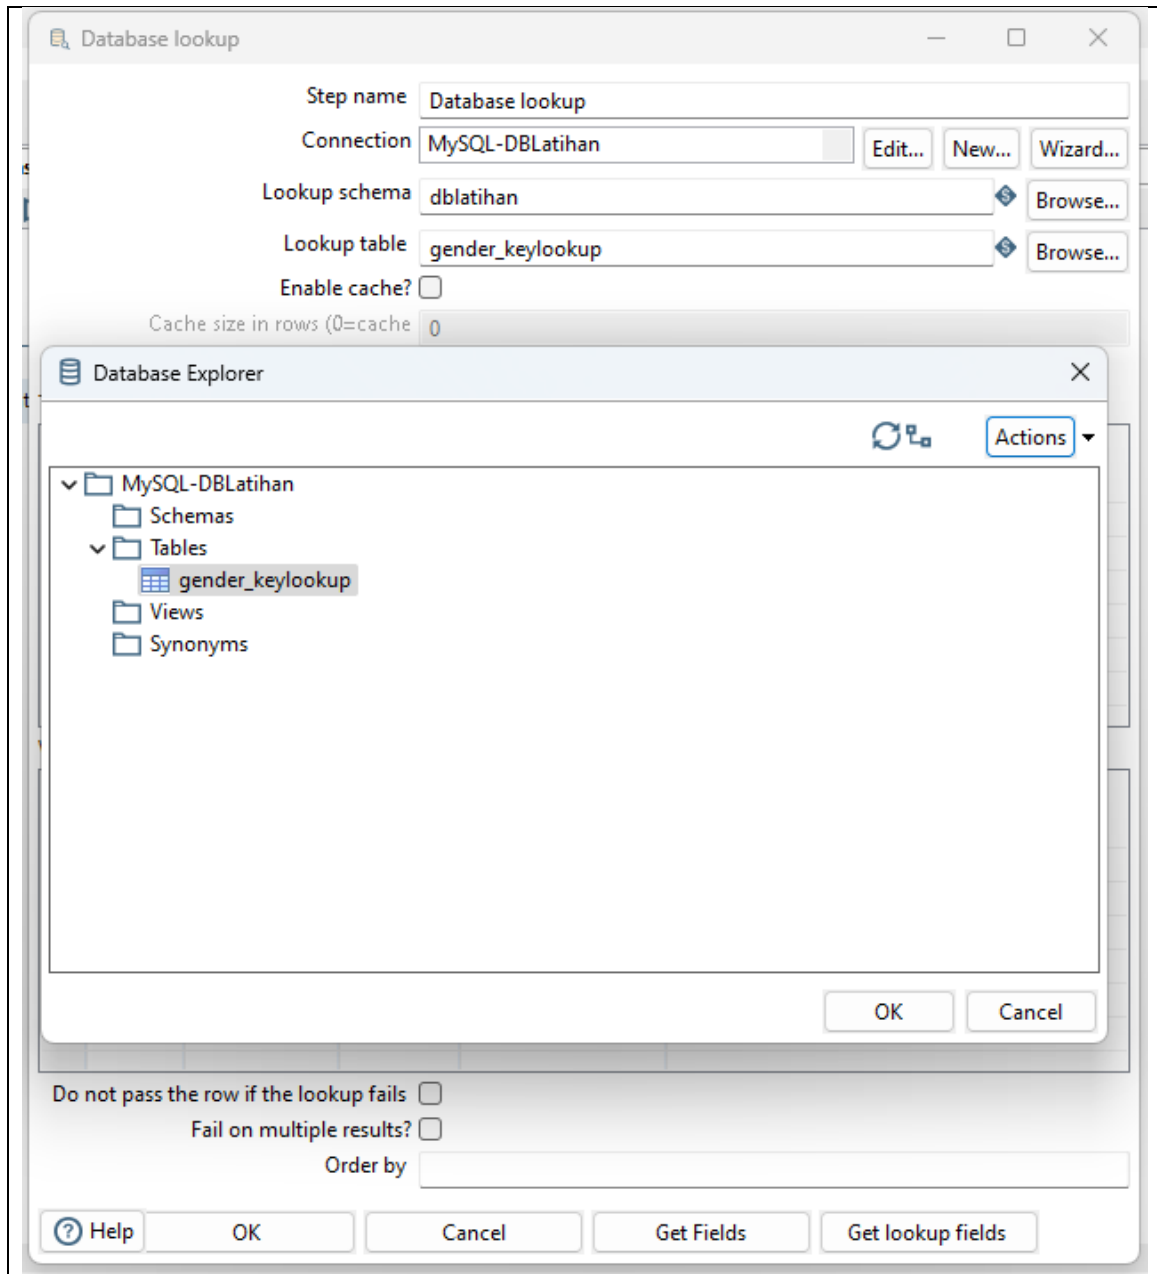 Database lookup
Step name Database lookup
Connection MySQL-DBLatihan Edit... New... Wizard...
Lookup schema dblatihan Browse...
Lookup table gender_keylookup Browse...
Enable cache?
Cache size in rows (0=cache 0
Database Explorer
Actions
MySQL-DBLatihan
Schemas
Tables
gender_keylookup
Views
Synonyms
OK Cancel
Do not pass the row if the lookup fails
Fail on multiple results?
Order by
Help OK Cancel Get Fields Get lookup fields